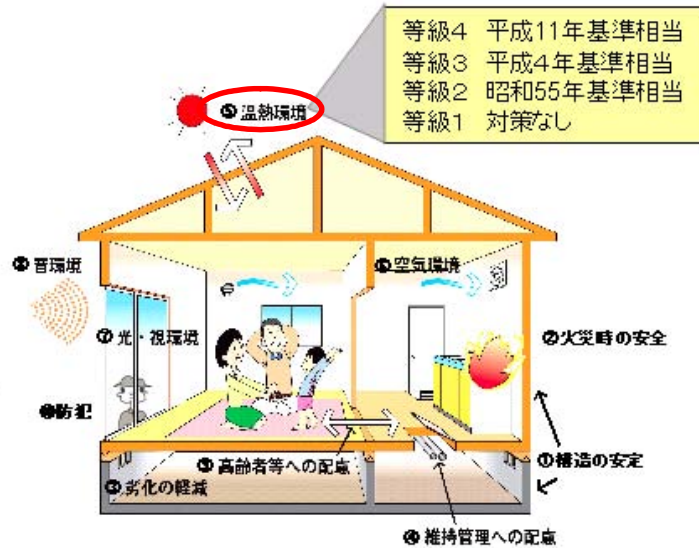 等級4 平成11年基準相当
等級3 平成4年基準相当
等級2 昭和55年基準相当
等級1 対策なし
⑤温熱環境
⑧音環境
⑥空気環境
⑦光・視環境
②火災時の安全
⑩防犯
⑨高齢者等への配慮
①構造の安定
③劣化の軽減
④維持管理への配慮